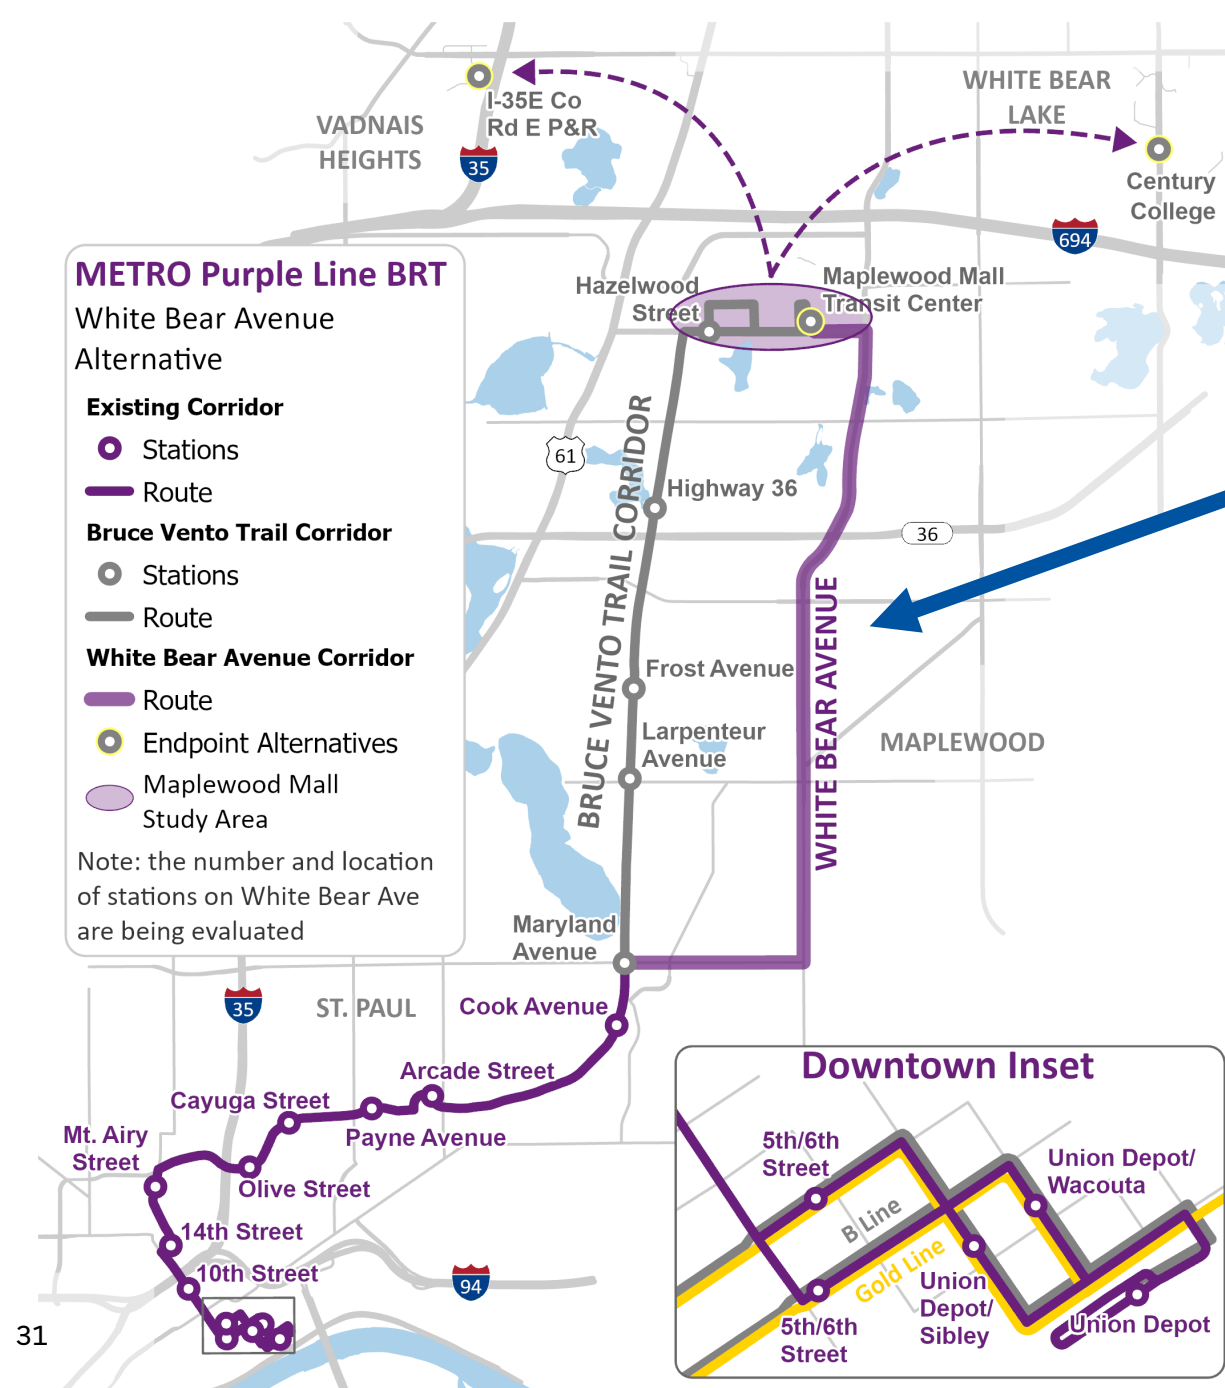 WHITE BEAR
LAKE
I-35E Co
Rd E P&R
VADNAIS
HEIGHTS
35
Century
College
694
METRO Purple Line BRT
White Bear Avenue
Alternative
Existing Corridor
Stations
Route
Bruce Vento Trail Corridor
Stations
Route
White Bear Avenue Corridor
Route
Endpoint Alternatives
Maplewood Mall
Study Area
Note: the number and location
of stations on White Bear Ave
are being evaluated
Hazelwood
Street
Maplewood Mall
Transit Center
61
BRUCE VENTO TRAIL CORRIDOR
Highway 36
36
WHITE BEAR AVENUE
Frost Avenue
Larpenteur
Avenue
MAPLEWOOD
Maryland
Avenue
35
ST. PAUL
Cook Avenue
Arcade Street
Cayuga Street
Payne Avenue
Mt. Airy
Street
Olive Street
14th Street
10th Street
94
31
Downtown Inset
5th/6th
Street
Union Depot/
Wacouta
B Line
Gold Line
Union
Depot/
Sibley
5th/6th
Street
Union Depot